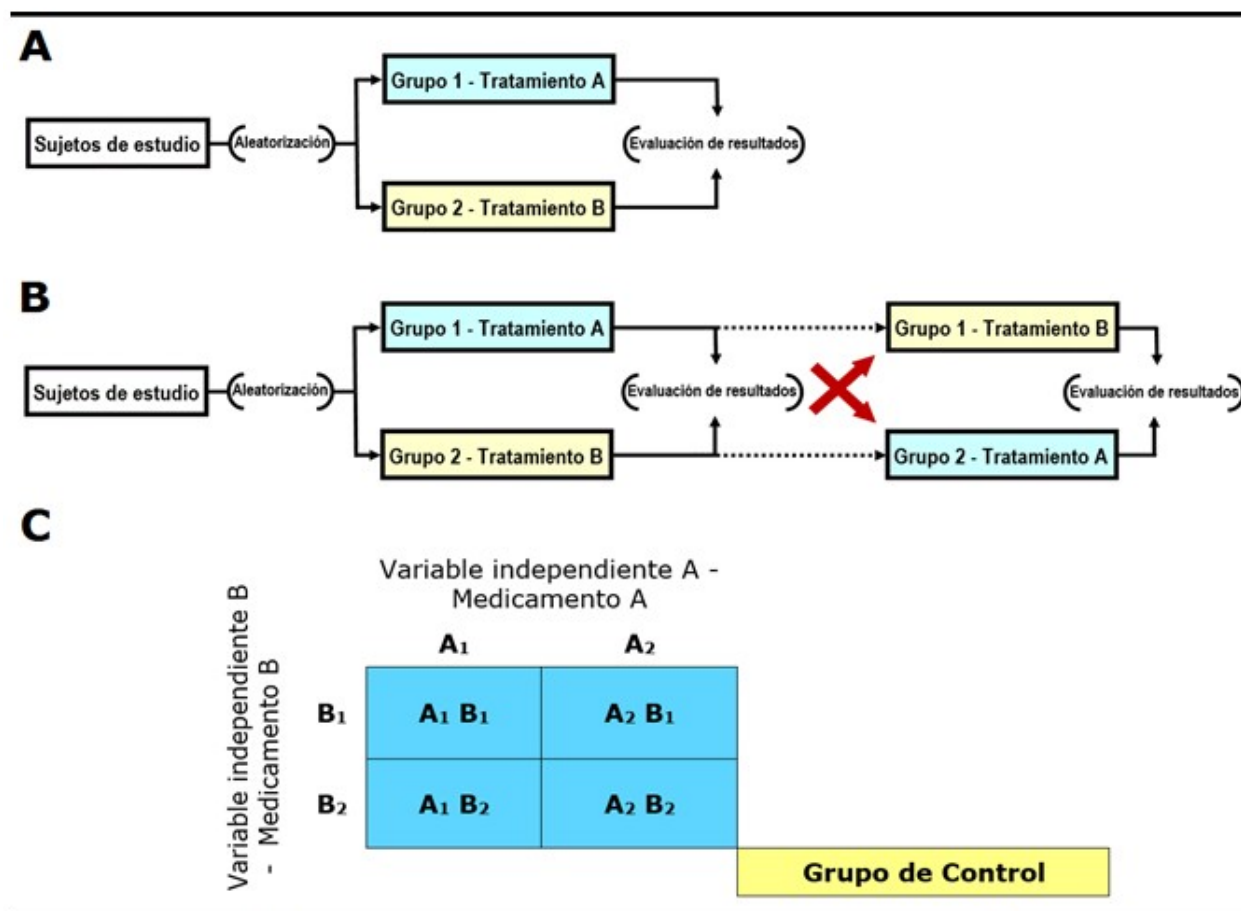 A
Grupo 1 - Tratamiento A
Sujetos de estudio
Aleatorización
Evaluación de resultados
Grupo 2 - Tratamiento B
B
Grupo 1 - Tratamiento A
Grupo 1 - Tratamiento B
Sujetos de estudio
Aleatorización
Evaluación de resultados
Evaluación de resultados
Grupo 2 - Tratamiento B
Grupo 2 - Tratamiento A
C
Variable independiente A -
Medicamento A
Variable independiente B
- Medicamento B
A₁ A₂
B₁ A₁ B₁ A₂ B₁
B₂ A₁ B₂ A₂ B₂
Grupo de Control